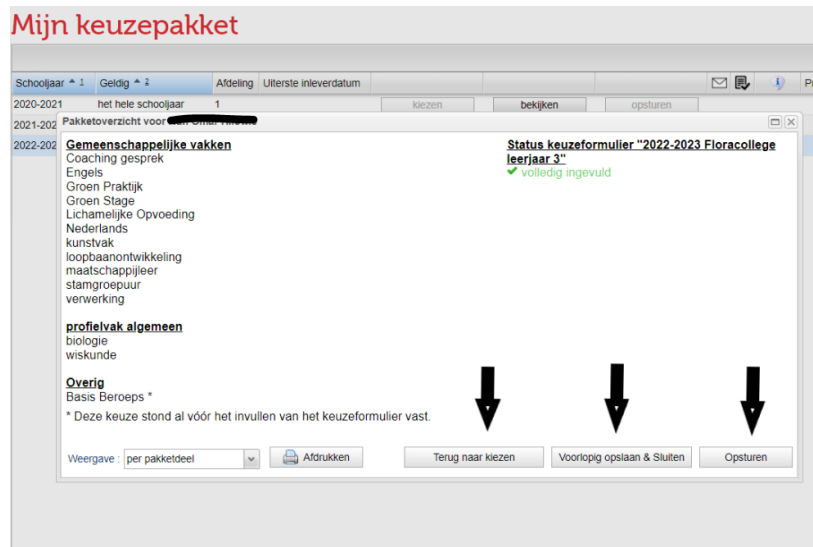 Mijn keuzepakket
Schooljaar 1 Geldig 2 Afdeling Uiterste inleverdatum
2020-2021 het hele schooljaar 1 kiezen bekijken opsturen
2021-202 Pakketoverzicht voor
2022-202 Gemeenschappelijke vakken Status keuzeformulier "2022-2023 Floracollege
Coaching gesprek leerjaar 3"
Engels volledig ingevuld
Groen Praktijk
Groen Stage
Lichamelijke Opvoeding
Nederlands
kunstvak
loopbaanontwikkeling
maatschappijleer
stamgroepuur
verwerking
profielvak algemeen
biologie
wiskunde
Overig
Basis Beroeps *
* Deze keuze stond al vóór het invullen van het keuzeformulier vast.
Weergave : per pakketdeel Afdrukken Terug naar kiezen Voorlopig opslaan & Sluiten Opsturen